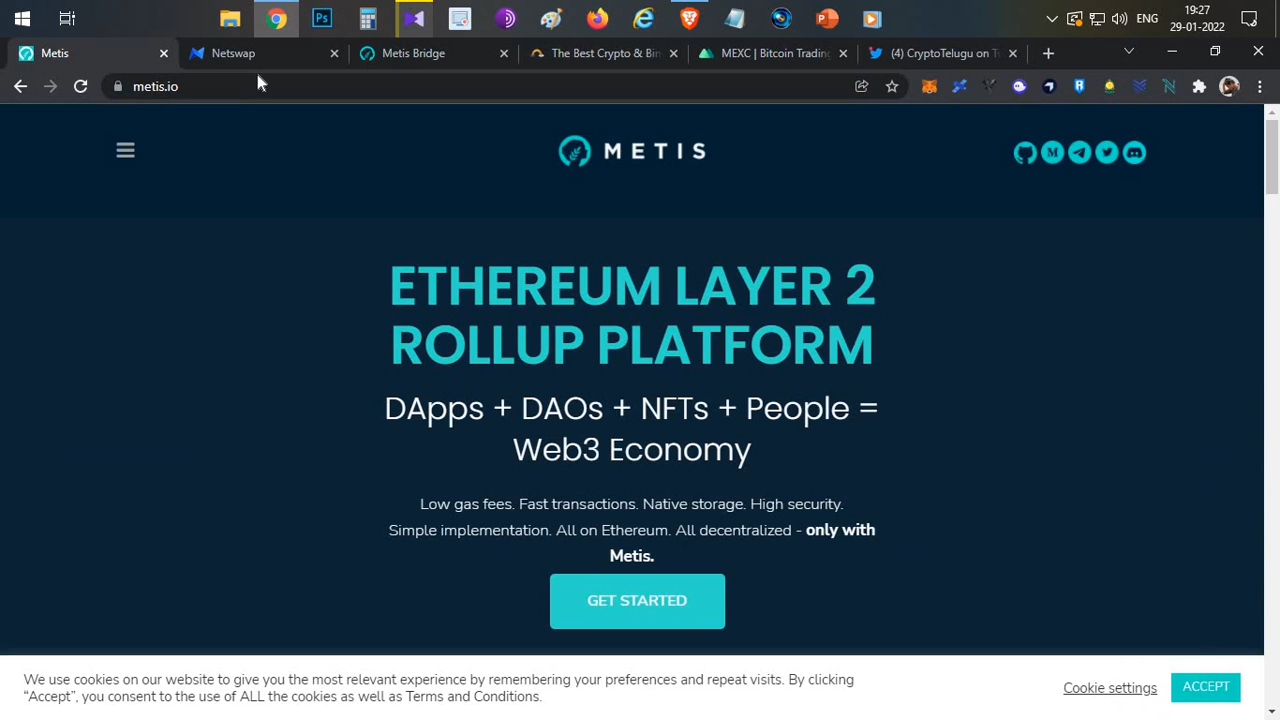 19:27
ENG
29-01-2022
Metis
Netswap
Metis Bridge
The Best Crypto & Bin
MEXC | Bitcoin Trading
(4) CryptoTelugu on Tw
metis.io
METIS
ETHEREUM LAYER 2
ROLLUP PLATFORM
DApps + DAOs + NFTs + People =
Web3 Economy
Low gas fees. Fast transactions. Native storage. High security.
Simple implementation. All on Ethereum. All decentralized - only with
Metis.
GET STARTED
We use cookies on our website to give you the most relevant experience by remembering your preferences and repeat visits. By clicking
“Accept”, you consent to the use of ALL the cookies as well as Terms and Conditions.
Cookie settings
ACCEPT